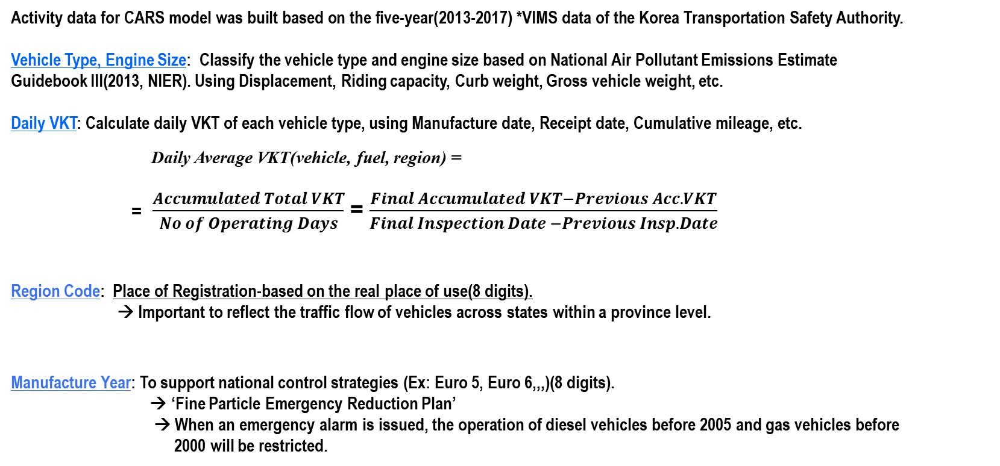 Activity data for CARS model was built based on the five-year(2013-2017) *VIMS data of the Korea Transportation Safety Authority.
Vehicle Type, Engine Size: Classify the vehicle type and engine size based on National Air Pollutant Emissions Estimate
Guidebook III(2013, NIER). Using Displacement, Riding capacity, Curb weight, Gross vehicle weight, etc.
Daily VKT: Calculate daily VKT of each vehicle type, using Manufacture date, Receipt date, Cumulative mileage, etc.
Daily Average VKT(vehicle, fuel, region) =
= Accumulated Total VKT / No of Operating Days = Final Accumulated VKT−Previous Acc.VKT / Final Inspection Date −Previous Insp.Date
Region Code: Place of Registration-based on the real place of use(8 digits).
→ Important to reflect the traffic flow of vehicles across states within a province level.
Manufacture Year: To support national control strategies (Ex: Euro 5, Euro 6,,,)(8 digits).
→ ‘Fine Particle Emergency Reduction Plan’
→ When an emergency alarm is issued, the operation of diesel vehicles before 2005 and gas vehicles before
2000 will be restricted.